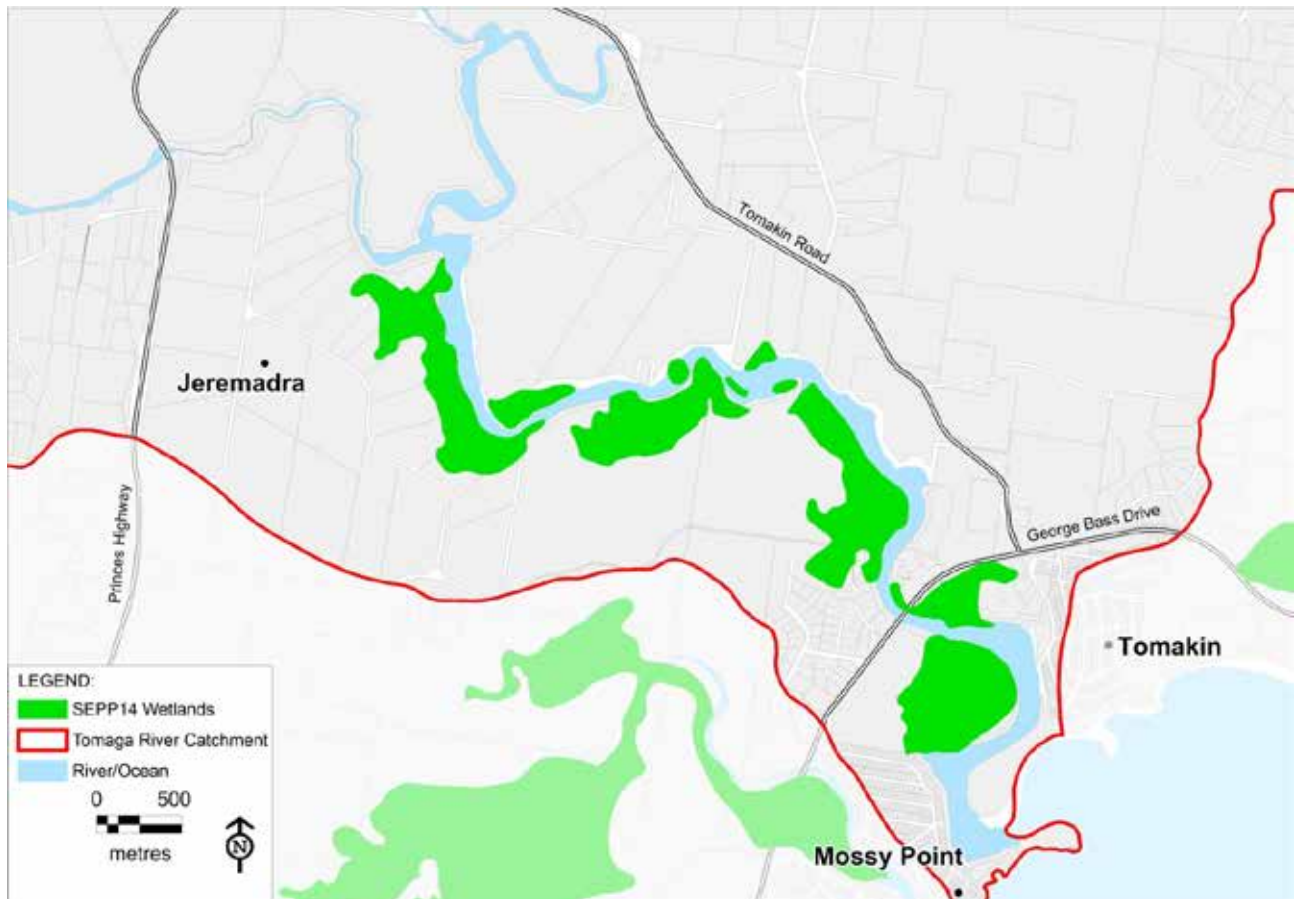 Tomakin Road
Jeremadra
Princes Highway
George Bass Drive
Tomakin
LEGEND:
SEPP14 Wetlands
Tomaga River Catchment
River/Ocean
0 500
metres
N
Mossy Point